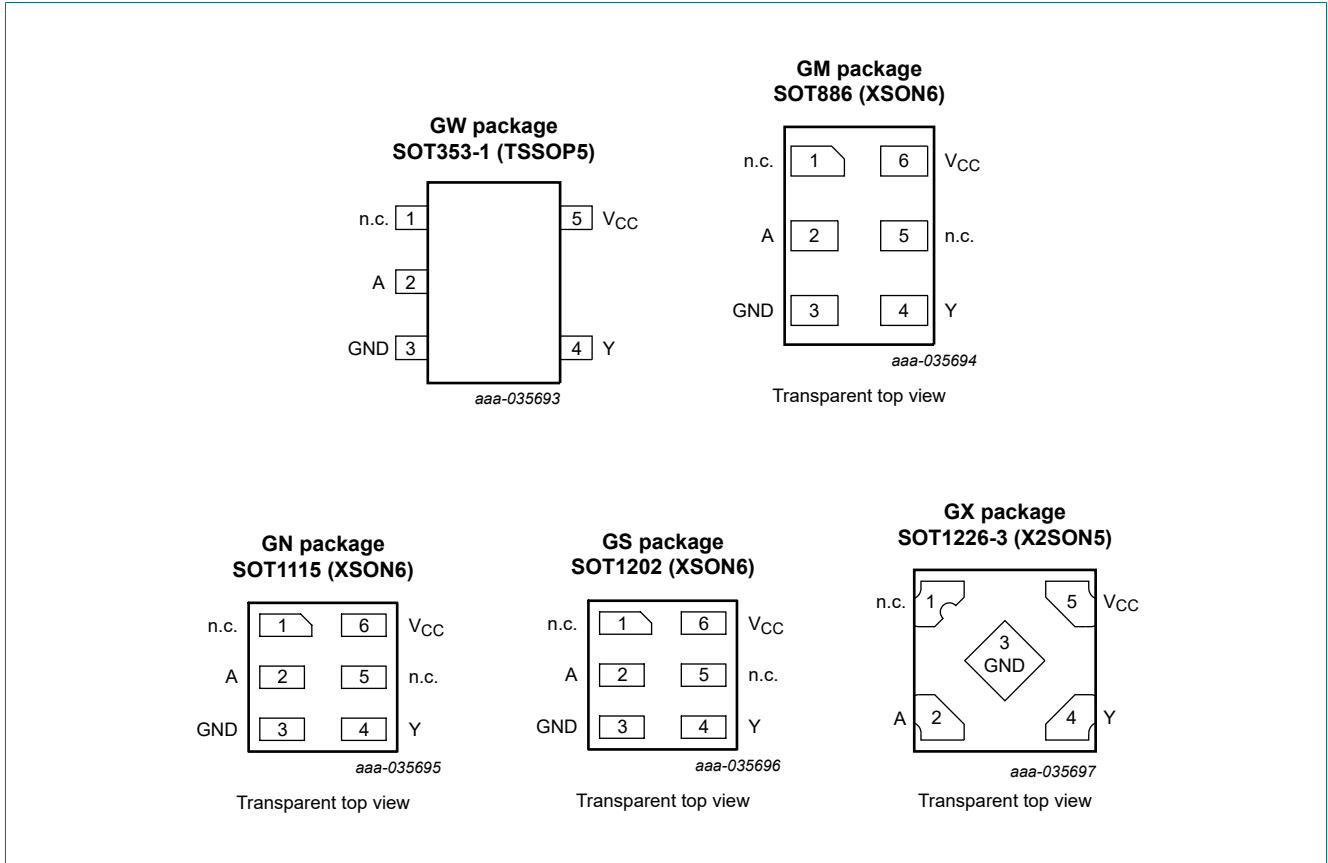 GW package
SOT353-1 (TSSOP5)
n.c. 1
5 VCC
A 2
GND 3
4 Y
aaa-035693
GM package
SOT886 (XSON6)
n.c. 1 6 VCC
A 2 5 n.c.
GND 3 4 Y
aaa-035694
Transparent top view
GN package
SOT1115 (XSON6)
n.c. 1 6 VCC
A 2 5 n.c.
GND 3 4 Y
aaa-035695
Transparent top view
GS package
SOT1202 (XSON6)
n.c. 1 6 VCC
A 2 5 n.c.
GND 3 4 Y
aaa-035696
Transparent top view
GX package
SOT1226-3 (X2SON5)
n.c. 1 5 VCC
3
GND
A 2 4 Y
aaa-035697
Transparent top view